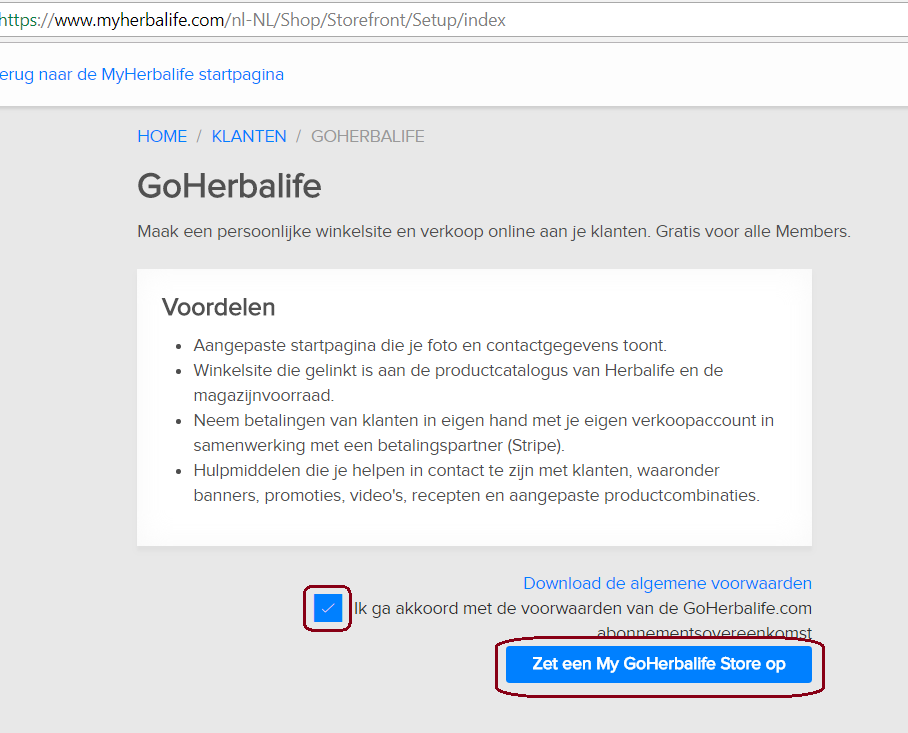 https://www.myherbalife.com/nl-NL/Shop/Storefront/Setup/index
erug naar de MyHerbalife startpagina
HOME / KLANTEN / GOHERBALIFE
GoHerbalife
Maak een persoonlijke winkelsite en verkoop online aan je klanten. Gratis voor alle Members.
Voordelen
• Aangepaste startpagina die je foto en contactgegevens toont.
• Winkelsite die gelinkt is aan de productcatalogus van Herbalife en de
magazijnvoorraad.
• Neem betalingen van klanten in eigen hand met je eigen verkoopaccount in
samenwerking met een betalingspartner (Stripe).
• Hulpmiddelen die je helpen in contact te zijn met klanten, waaronder
banners, promoties, video's, recepten en aangepaste productcombinaties.
Download de algemene voorwaarden
Ik ga akkoord met de voorwaarden van de GoHerbalife.com
abonnementsovereenkomst
Zet een My GoHerbalife Store op